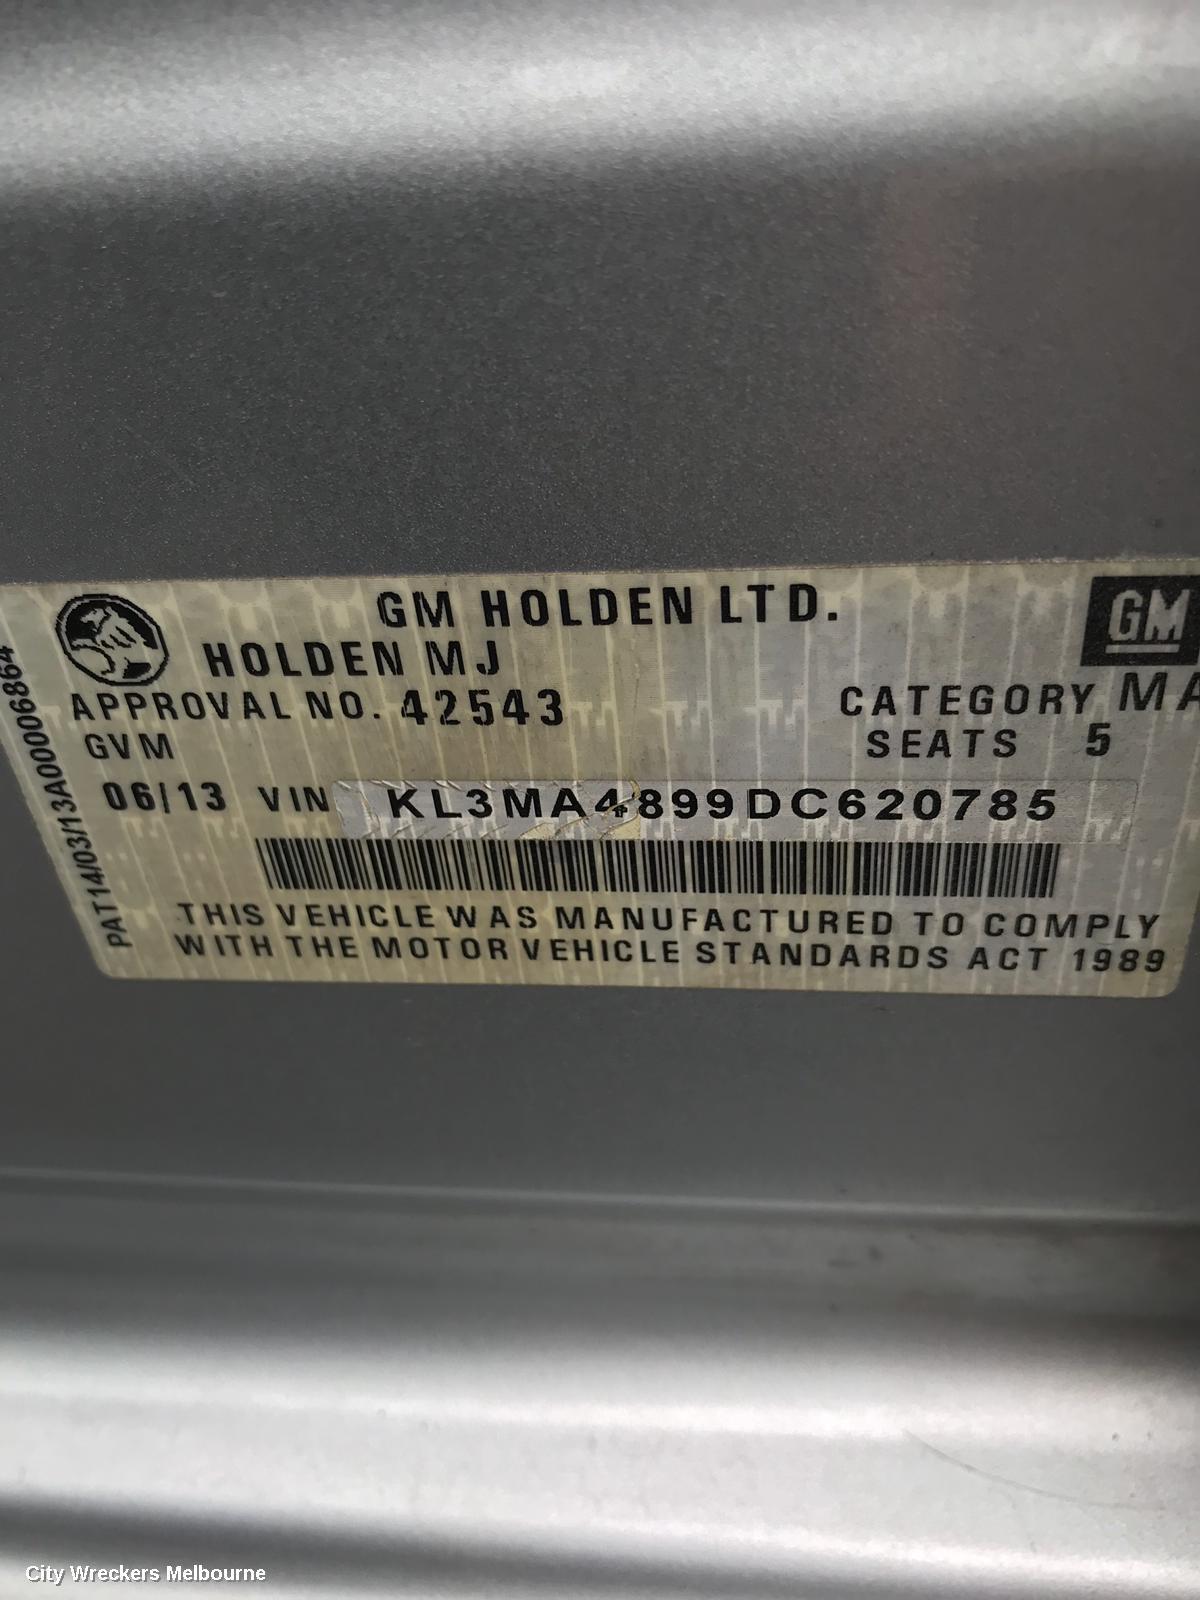 GM HOLDEN LTD.
GM
HOLDEN MJ
APPROVAL NO. 42543
CATEGORY MA
GVM
SEATS 5
06/13 VIN KL3MA4899DC620785
THIS VEHICLE WAS MANUFACTURED TO COMPLY
WITH THE MOTOR VEHICLE STANDARDS ACT 1989
PAT14/03/13A00006864
City Wreckers Melbourne